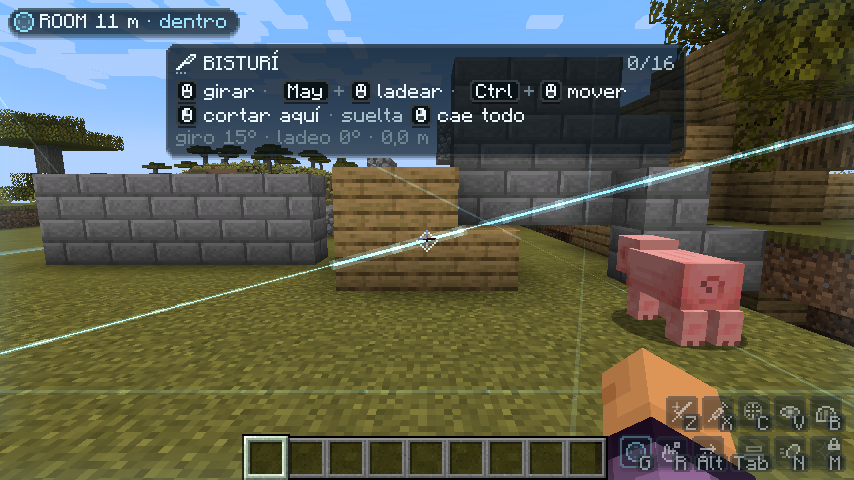 ROOM 11 m · dentro
BISTURÍ 0/16
girar · May + ladear · Ctrl + mover
cortar aquí · suelta cae todo
giro 15° · ladeo 0° · 0,0 m
Z X C V B
G R Alt Tab N M